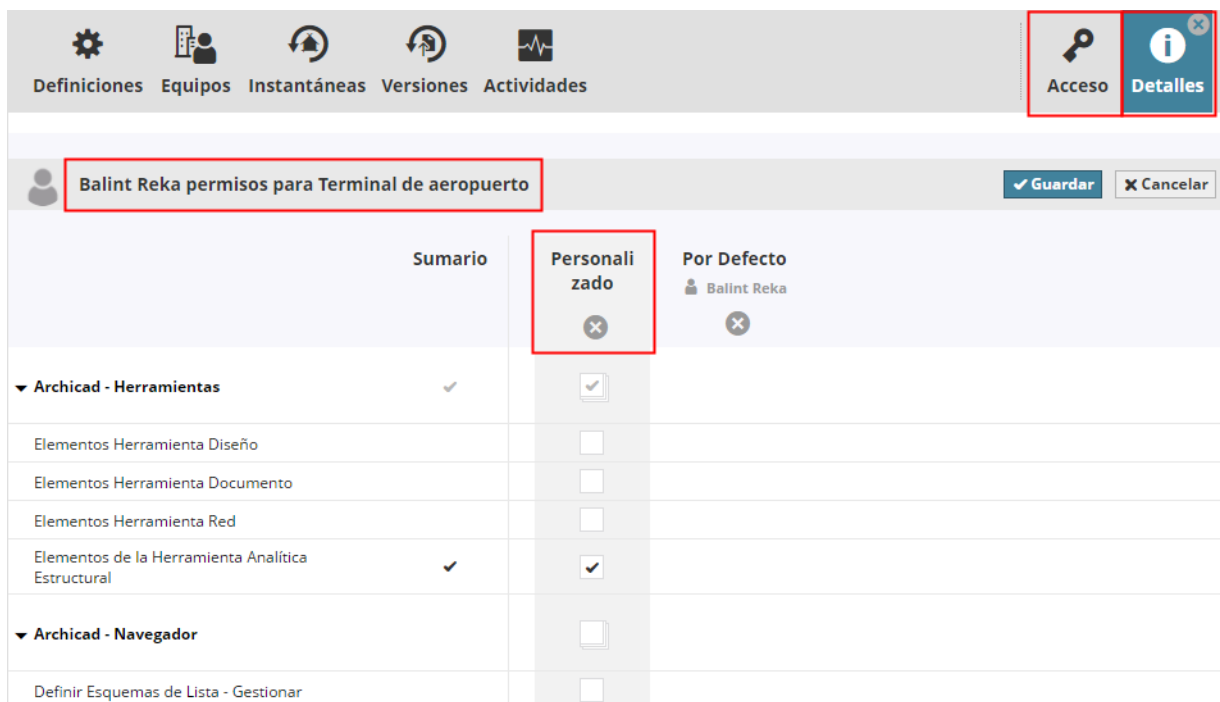 Definiciones Equipos Instantáneas Versiones Actividades Acceso Detalles
Balint Reka permisos para Terminal de aeropuerto Guardar Cancelar
Sumario Personali Por Defecto
zado Balint Reka
Archicad - Herramientas
Elementos Herramienta Diseño
Elementos Herramienta Documento
Elementos Herramienta Red
Elementos de la Herramienta Analítica
Estructural
Archicad - Navegador
Definir Esquemas de Lista - Gestionar